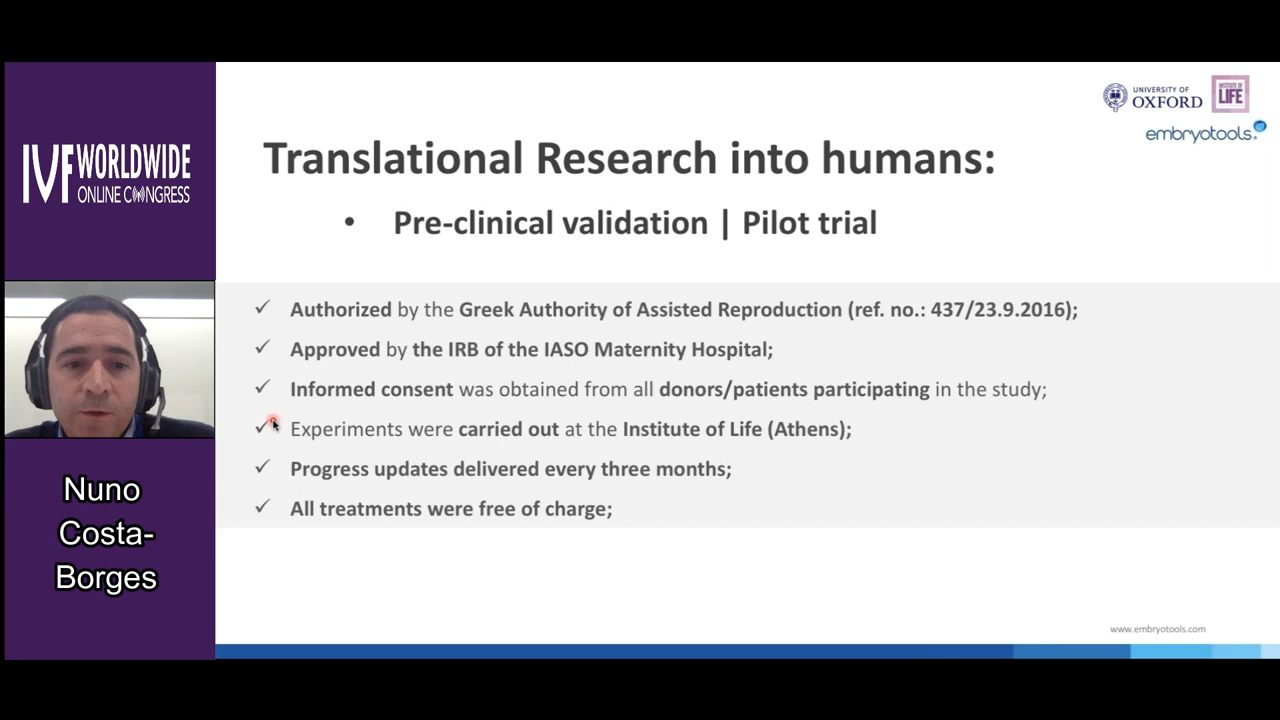 IVF WORLDWIDE
ONLINE CONGRESS
Nuno
Costa-
Borges
UNIVERSITY OF
OXFORD
INSTITUTE OF
LIFE
embryotools.
Translational Research into humans:
• Pre-clinical validation | Pilot trial
✓ Authorized by the Greek Authority of Assisted Reproduction (ref. no.: 437/23.9.2016);
✓ Approved by the IRB of the IASO Maternity Hospital;
✓ Informed consent was obtained from all donors/patients participating in the study;
✓ Experiments were carried out at the Institute of Life (Athens);
✓ Progress updates delivered every three months;
✓ All treatments were free of charge;
www.embryotools.com